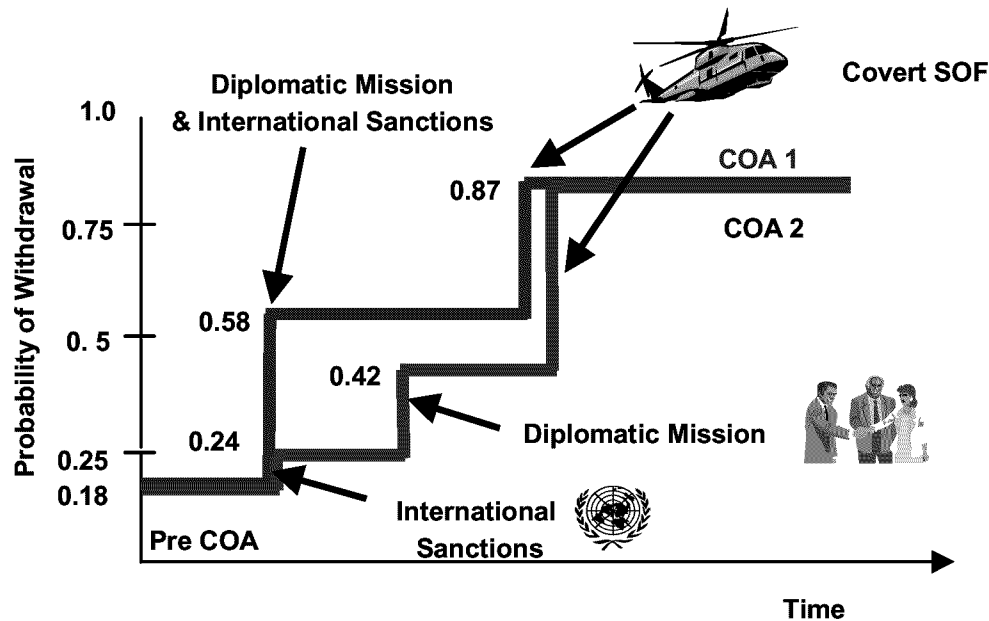 Covert SOF
Diplomatic Mission
& International Sanctions
1.0
COA 1
0.87
COA 2
0.75
Probability of Withdrawal
0.58
0. 5
0.42
Diplomatic Mission
0.24
0.25
0.18
International
Sanctions
Pre COA
Time